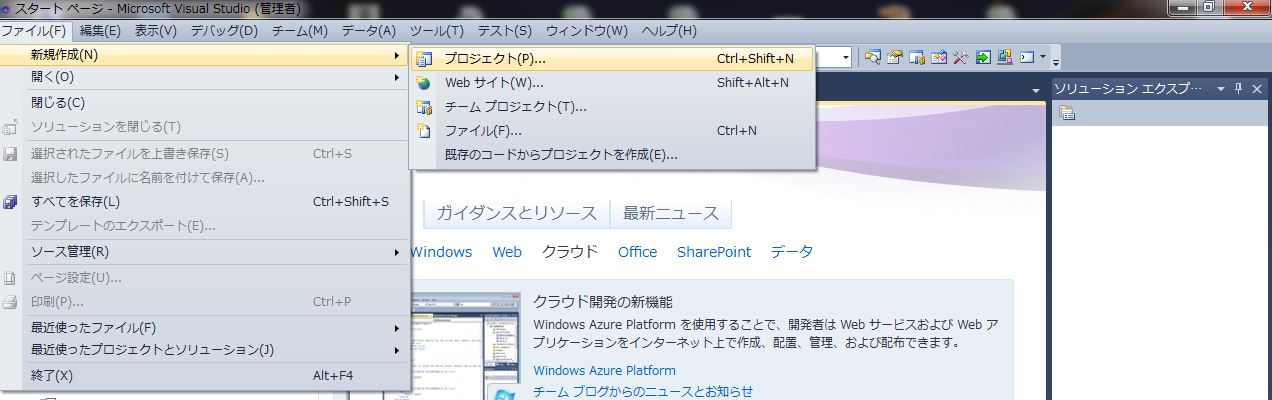 スタート ページ - Microsoft Visual Studio (管理者)
ファイル(F) 編集(E) 表示(V) デバッグ(D) チーム(M) データ(A) ツール(T) テスト(S) ウィンドウ(W) ヘルプ(H)
新規作成(N)
開く(O)
閉じる(C)
ソリューションを閉じる(T)
選択されたファイルを上書き保存(S) Ctrl+S
選択したファイルに名前を付けて保存(A)...
すべてを保存(L) Ctrl+Shift+S
テンプレートのエクスポート(E)...
ソース管理(R)
ページ設定(U)...
印刷(P)... Ctrl+P
最近使ったファイル(F)
最近使ったプロジェクトとソリューション(J)
終了(X) Alt+F4
プロジェクト(P)... Ctrl+Shift+N
Web サイト(W)... Shift+Alt+N
チーム プロジェクト(T)...
ファイル(F)... Ctrl+N
既存のコードからプロジェクトを作成(E)...
ソリューション エクスプ...
ガイダンスとリソース 最新ニュース
Windows Web クラウド Office SharePoint データ
クラウド開発の新機能
Windows Azure Platform を使用することで、開発者は Web サービスおよび Web ア
プリケーションをインターネット上で作成、配置、管理、および配布できます。
Windows Azure Platform
チーム ブログからのニュースとお知らせ